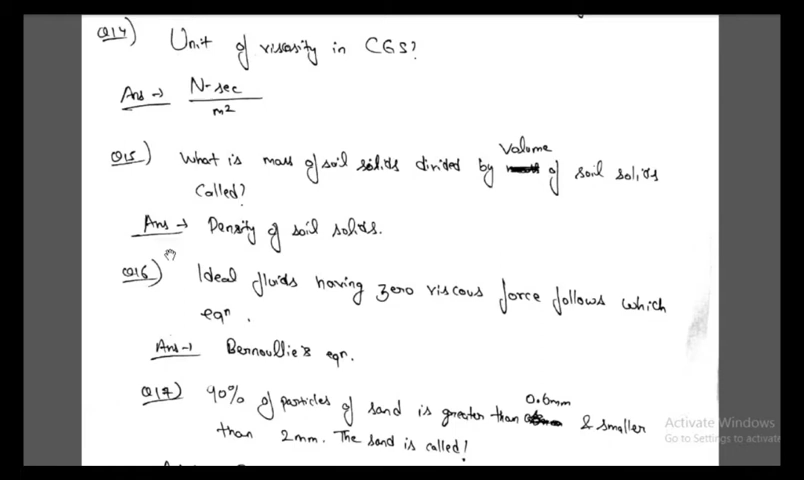 Q14) Unit of viscosity in CGS?
Ans → N-sec
m²
Q15) What is mass of soil solids divided by Volume of soil solids
called?
Ans → Density of soil solids.
Q16) Ideal fluids having zero viscous force follows which
eqn.
Ans → Bernoullie's eqn.
Q17) 90% of particles of sand is greater than 0.6mm & smaller
than 2mm. The sand is called?
Activate Windows
Go to Settings to activate